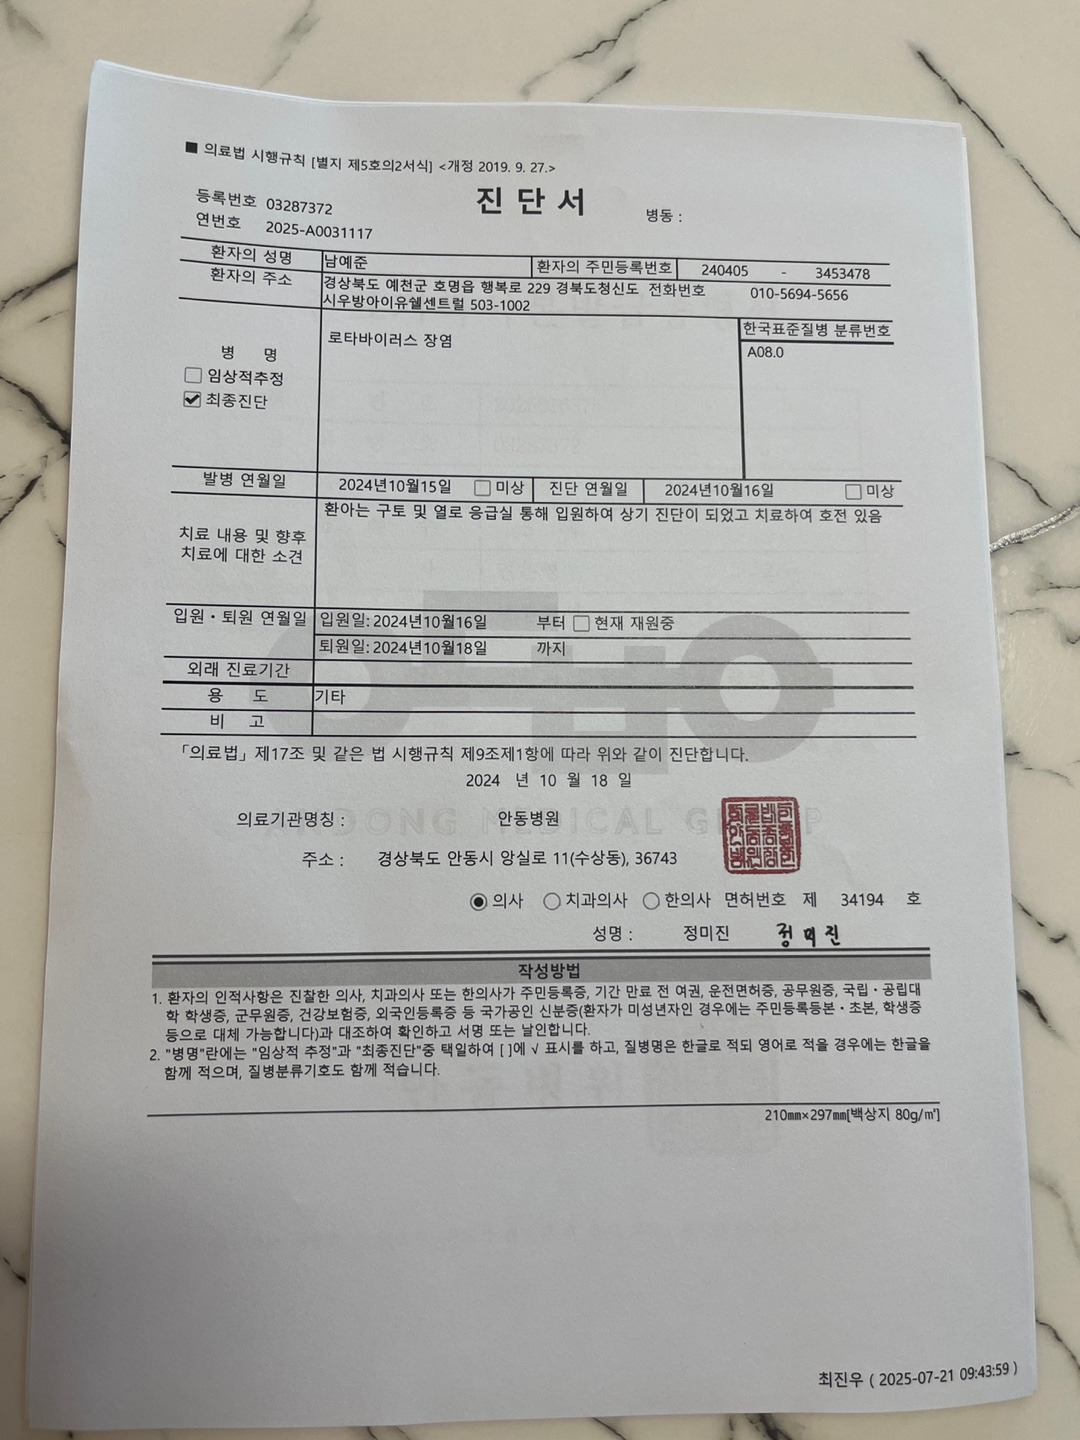 ■ 의료법 시행규칙 [별지 제5호의2서식] <개정 2019. 9. 27.>
등록번호 03287372
진 단 서
병동 :
연번호 2025-A0031117
환자의 성명 남예준 환자의 주민등록번호 240405 - 3453478
환자의 주소 경상북도 예천군 호명읍 행복로 229 경북도청신도 전화번호 010-5694-5656
시우방아이유쉘센트럴 503-1002
병 명 로타바이러스 장염 한국표준질병 분류번호
A08.0
임상적추정
최종진단
발병 연월일 2024년10월15일 미상 진단 연월일 2024년10월16일 미상
치료 내용 및 향후 치료에 대한 소견 환아는 구토 및 열로 응급실 통해 입원하여 상기 진단이 되었고 치료하여 호전 있음
입원・퇴원 연월일 입원일: 2024년10월16일 부터 현재 재원중
퇴원일: 2024년10월18일 까지
외래 진료기간
용 도 기타
비 고
「의료법」 제17조 및 같은 법 시행규칙 제9조제1항에 따라 위와 같이 진단합니다.
2024 년 10 월 18 일
ANDONG MEDICAL GROUP
의료기관명칭 : 안동병원
주소 : 경상북도 안동시 앙실로 11(수상동), 36743
의사 치과의사 한의사 면허번호 제 34194 호
성명 : 정미진 정미진
작성방법
1. 환자의 인적사항은 진찰한 의사, 치과의사 또는 한의사가 주민등록증, 기간 만료 전 여권, 운전면허증, 공무원증, 국립・공립대
학 학생증, 군무원증, 건강보험증, 외국인등록증 등 국가공인 신분증(환자가 미성년자인 경우에는 주민등록등본・초본, 학생증
등으로 대체 가능합니다)과 대조하여 확인하고 서명 또는 날인합니다.
2. "병명"란에는 "임상적 추정"과 "최종진단"중 택일하여 [ ]에 √ 표시를 하고, 질병명은 한글로 적되 영어로 적을 경우에는 한글을
함께 적으며, 질병분류기호도 함께 적습니다.
210㎜×297㎜[백상지 80g/㎡]
최진우 ( 2025-07-21 09:43:59 )